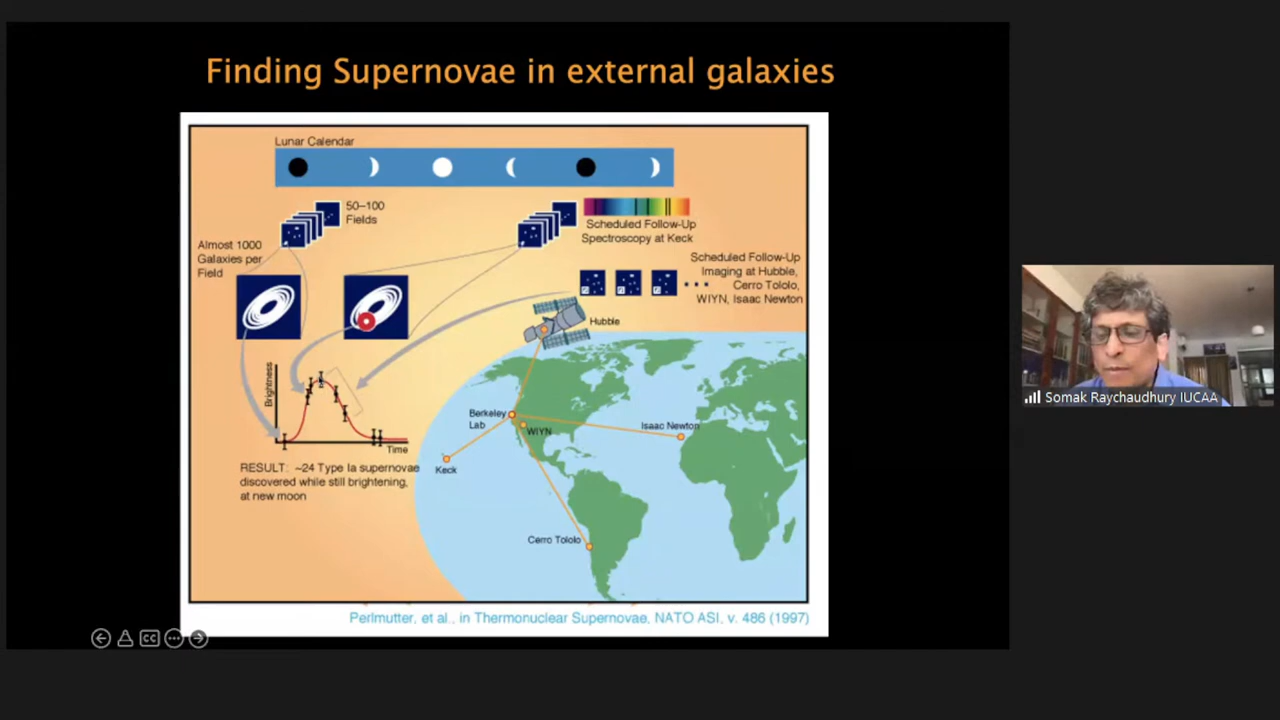 Finding Supernovae in external galaxies
Lunar Calendar
50–100
Fields
Almost 1000
Galaxies per
Field
Scheduled Follow-Up
Spectroscopy at Keck
Scheduled Follow-Up
Imaging at Hubble,
Cerro Tololo,
WIYN, Isaac Newton
Hubble
Brightness
Time
Berkeley
Lab
WIYN
Isaac Newton
Keck
Cerro Tololo
RESULT: ~24 Type Ia supernovae
discovered while still brightening,
at new moon
Perlmutter, et al., in Thermonuclear Supernovae, NATO ASI, v. 486 (1997)
CC
Somak Raychaudhury IUCAA